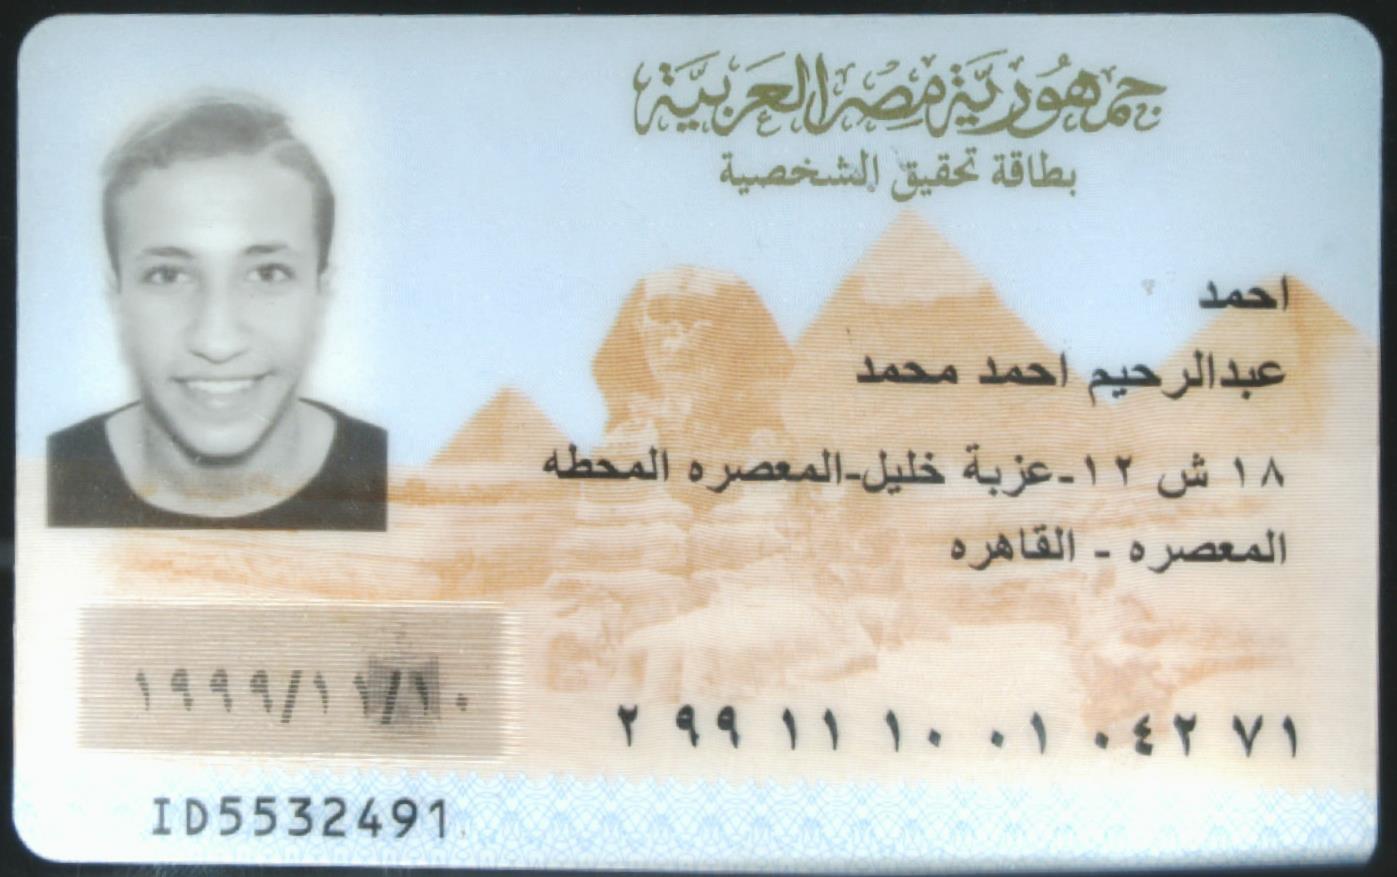 جمهورية مصر العربية
بطاقة تحقيق الشخصية
احمد
عبدالرحيم احمد محمد
١٨ ش ١٢-عزبة خليل-المعصره المحطه
المعصره - القاهره
١٩٩٩/١١/١٠
٢ ٩٩ ١١ ١٠ ٠١ ٠٤٢ ٧١
ID5532491